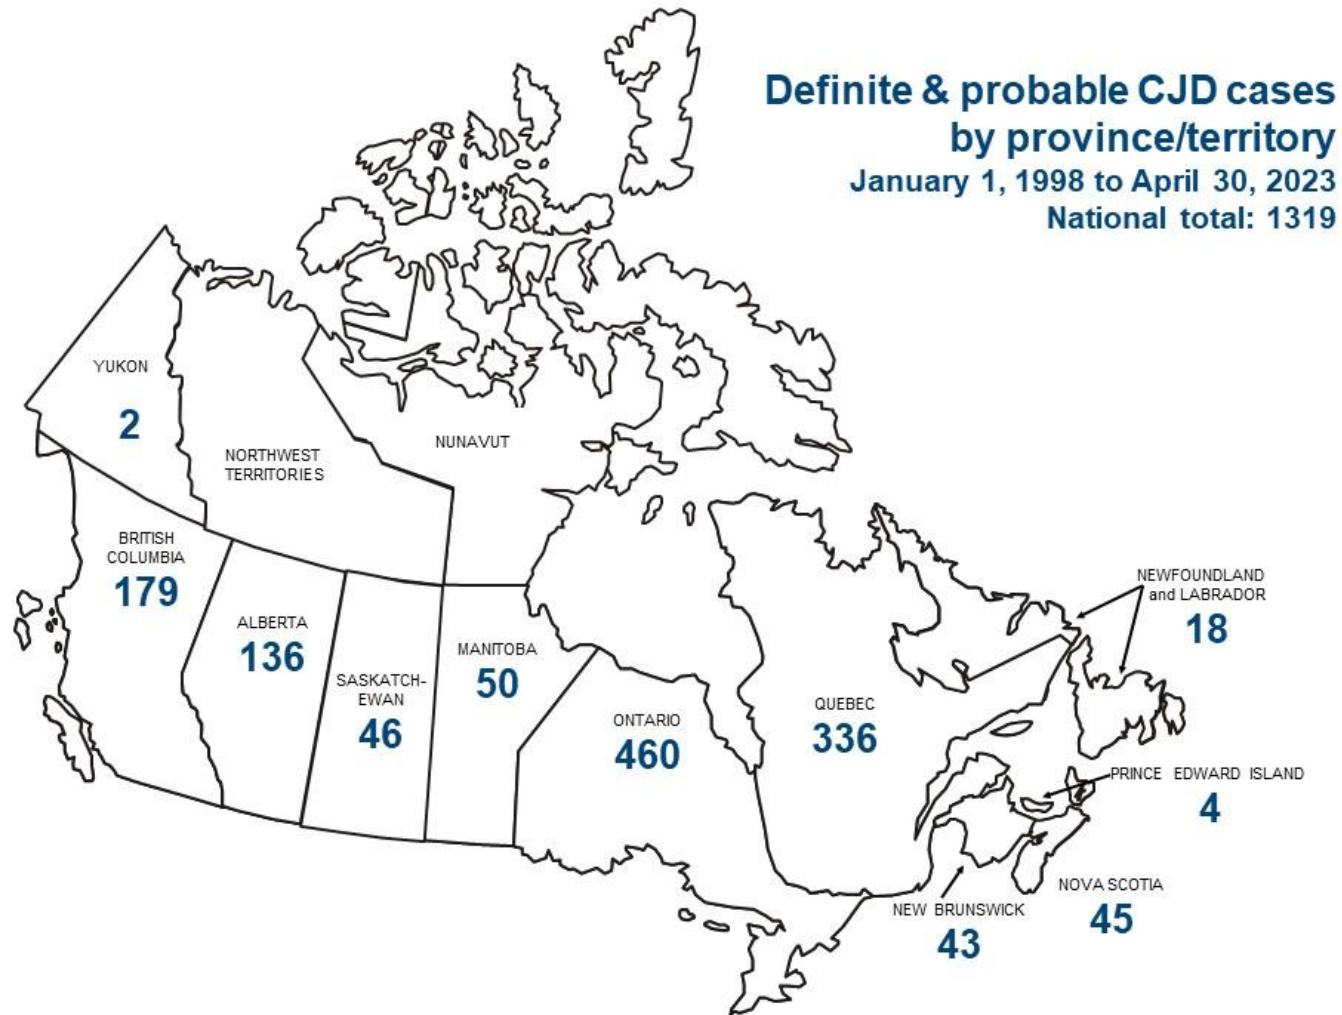 Definite & probable CJD cases
by province/territory
January 1, 1998 to April 30, 2023
National total: 1319
YUKON
2
NORTHWEST
TERRITORIES
NUNAVUT
BRITISH
COLUMBIA
179
ALBERTA
136
SASKATCH-
EWAN
46
MANITOBA
50
ONTARIO
460
QUEBEC
336
NEWFOUNDLAND
and LABRADOR
18
PRINCE EDWARD ISLAND
4
NOVA SCOTIA
45
NEW BRUNSWICK
43